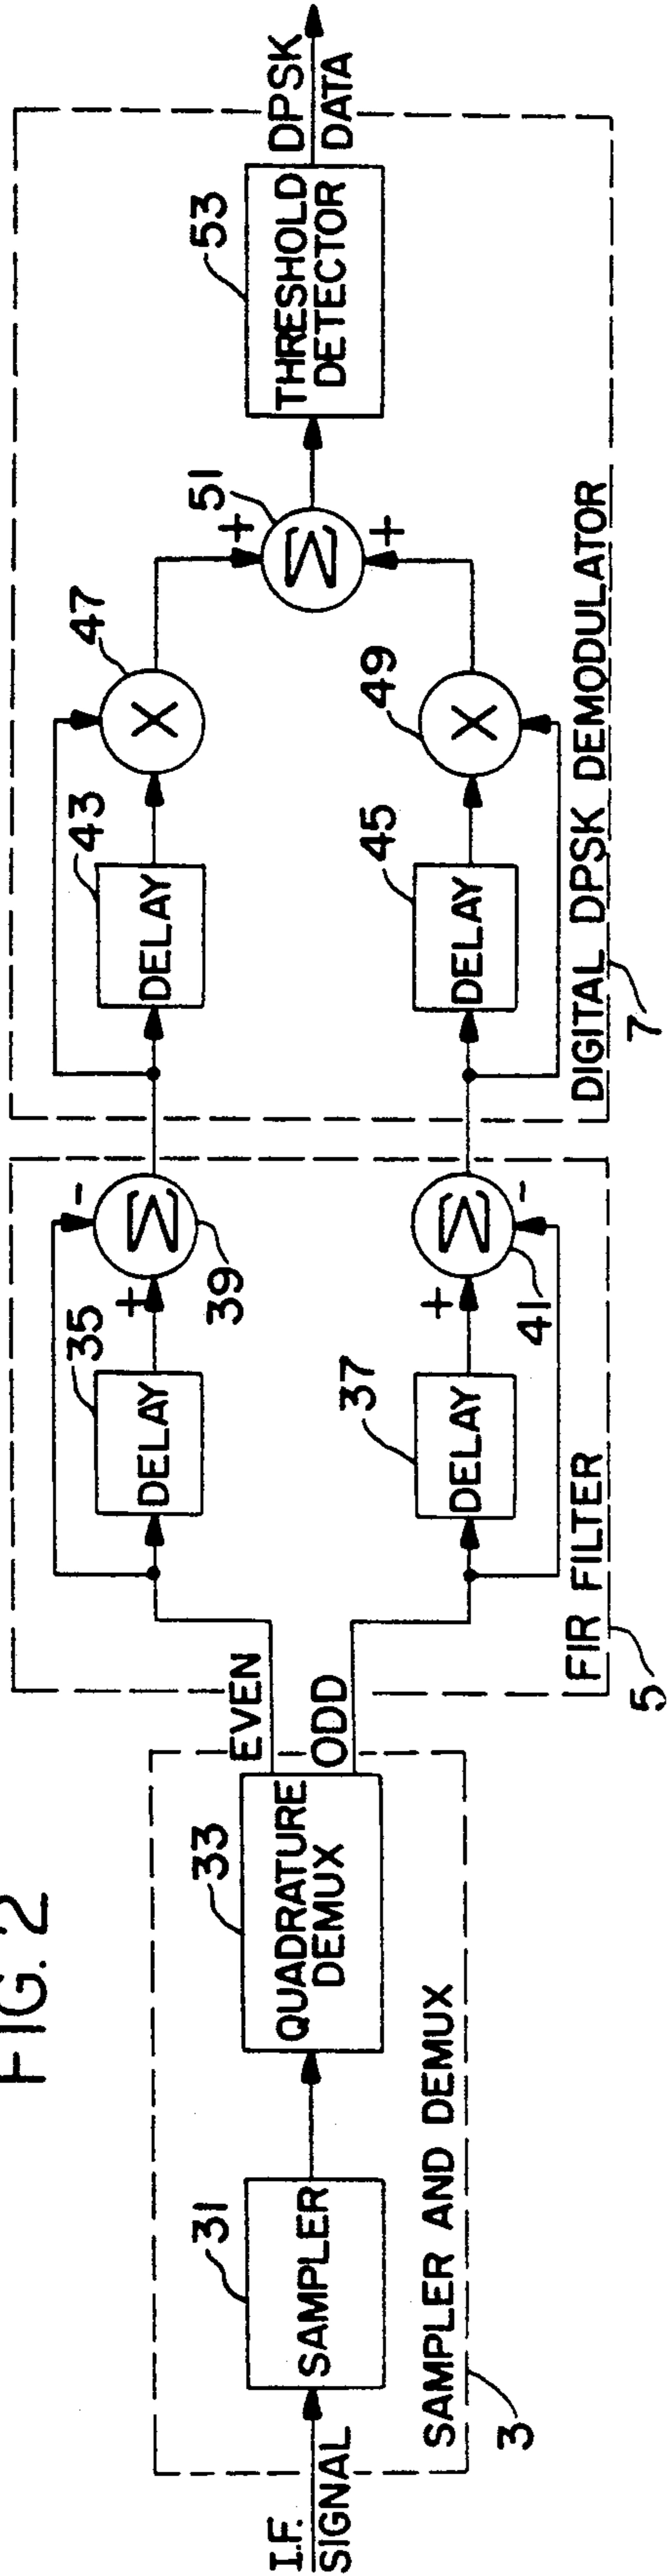 FIG. 2
I.F.
SIGNAL
31
SAMPLER
33
QUADRATURE
DEMUX
SAMPLER AND DEMUX
3
EVEN
ODD
35
DELAY
+
-
Σ
39
37
DELAY
+
-
Σ
41
FIR FILTER
5
43
DELAY
47
X
45
DELAY
49
X
51
+
Σ
+
53
THRESHOLD
DETECTOR
DIGITAL DPSK DEMODULATOR
7
DPSK
DATA